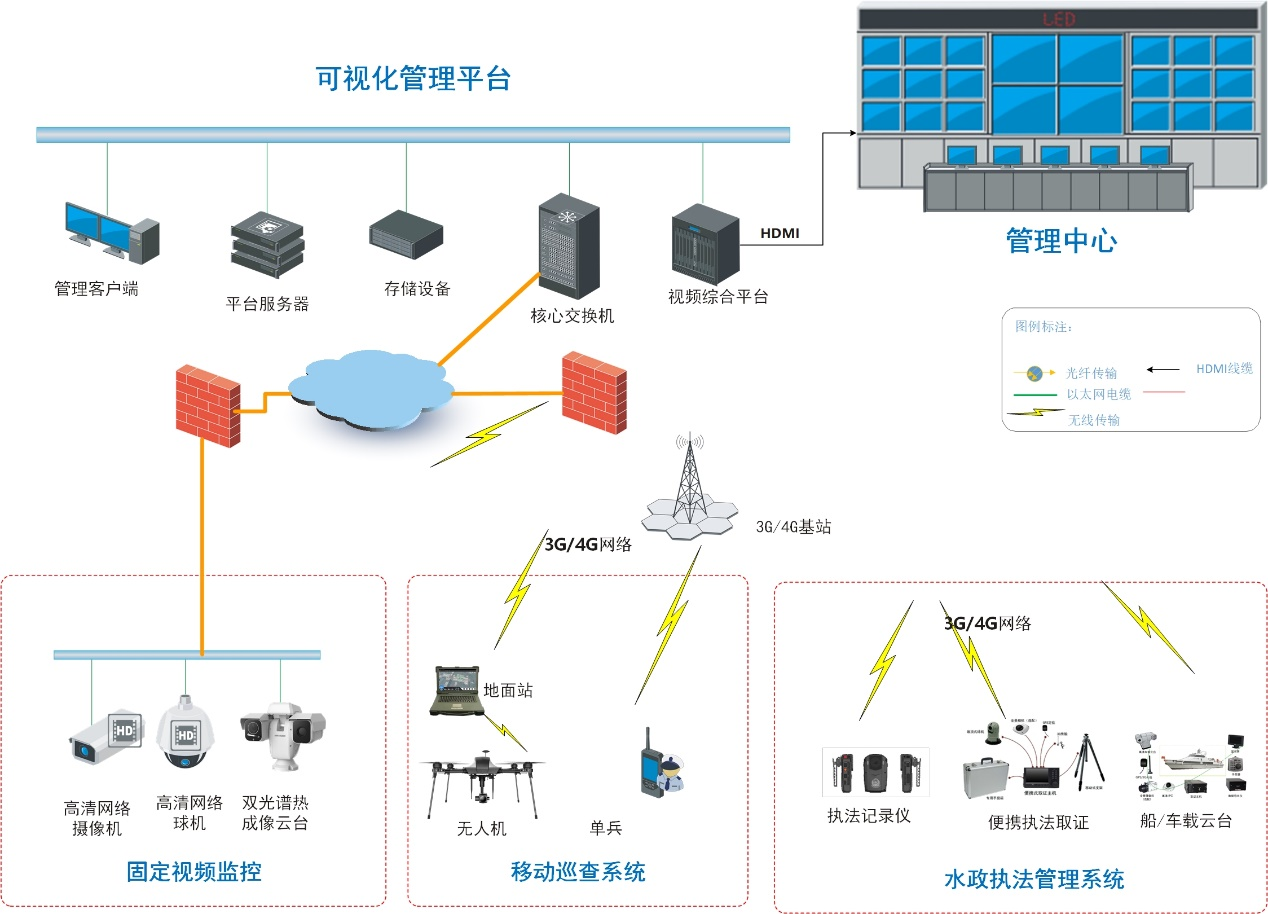 LED
可视化管理平台
HDMI
管理中心
管理客户端
平台服务器
存储设备
核心交换机
视频综合平台
图例标注：
光纤传输
HDMI线缆
以太网电缆
无线传输
3G/4G基站
3G/4G网络
3G/4G网络
地面站
HD
HD
高清网络
摄像机
高清网络
球机
双光谱热
成像云台
无人机
单兵
执法记录仪
便携式取证主机
便携执法取证
船/车载云台
固定视频监控
移动巡查系统
水政执法管理系统